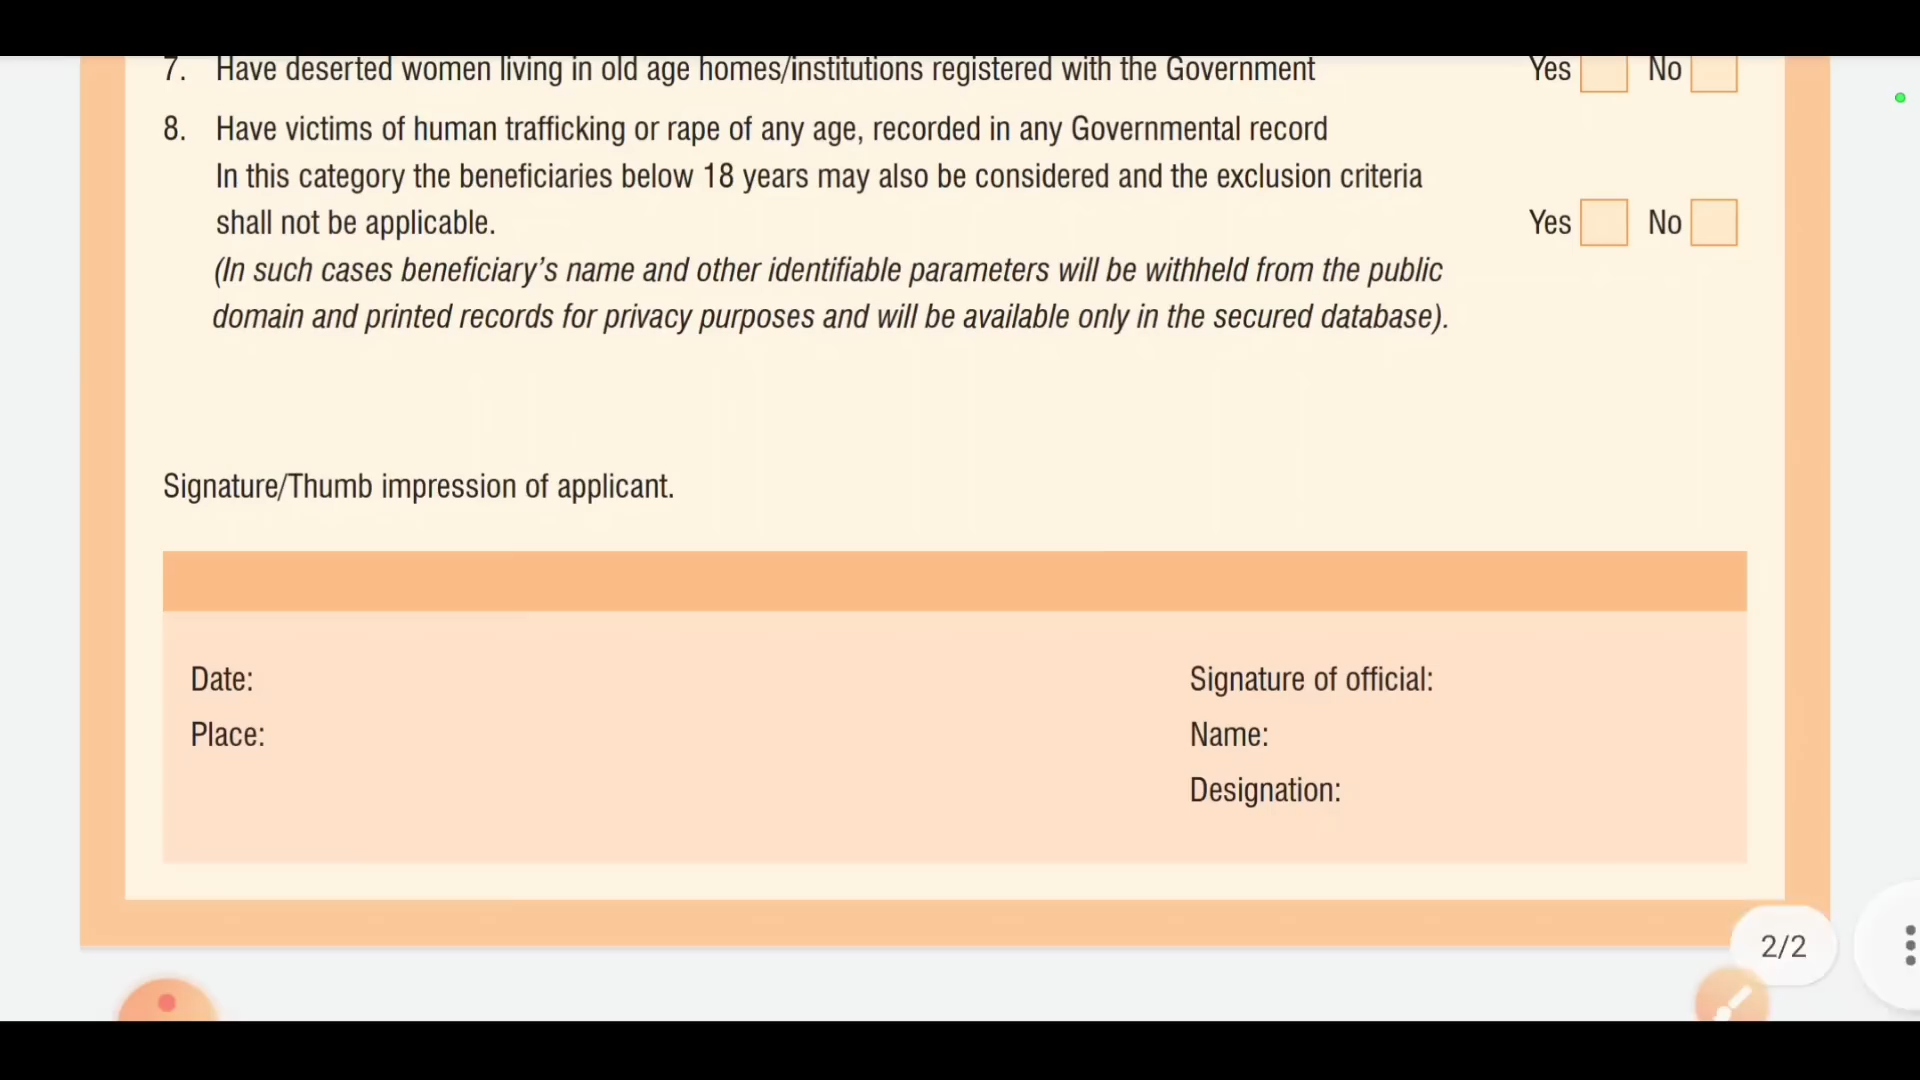 7. Have deserted women living in old age homes/institutions registered with the Government Yes No
8. Have victims of human trafficking or rape of any age, recorded in any Governmental record
In this category the beneficiaries below 18 years may also be considered and the exclusion criteria
shall not be applicable. Yes No
(In such cases beneficiary's name and other identifiable parameters will be withheld from the public
domain and printed records for privacy purposes and will be available only in the secured database).
Signature/Thumb impression of applicant.
Date: Signature of official:
Place: Name:
Designation:
2/2